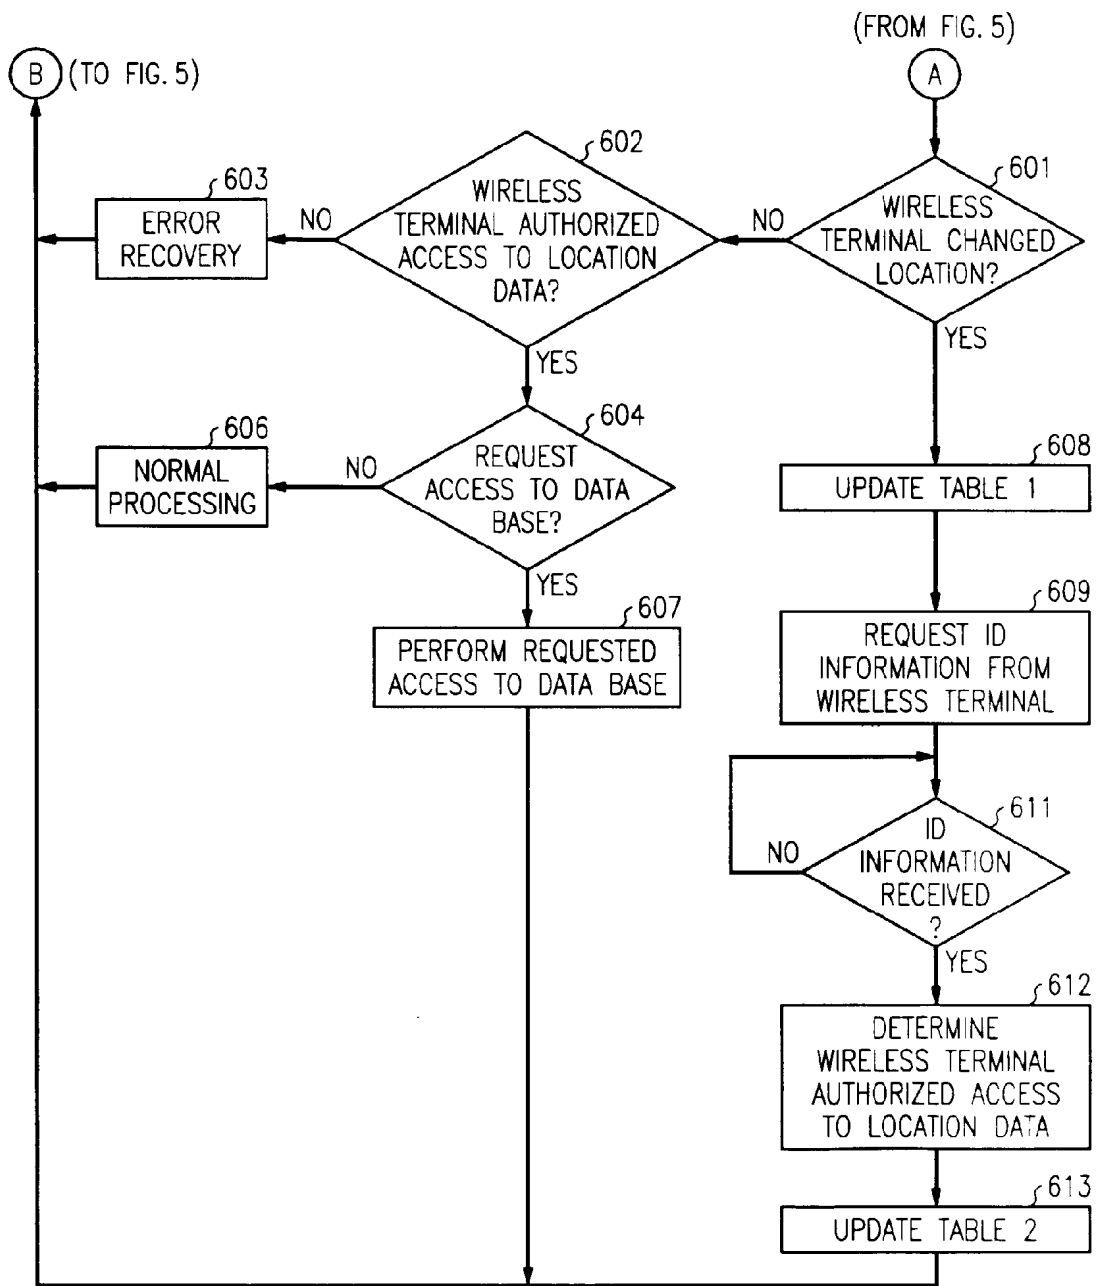 (FROM FIG. 5)
B (TO FIG. 5)
A
602
WIRELESS
TERMINAL AUTHORIZED
ACCESS TO LOCATION
DATA?
601
WIRELESS
TERMINAL CHANGED
LOCATION?
603
ERROR
RECOVERY
NO
NO
YES
YES
604
REQUEST
ACCESS TO DATA
BASE?
606
NORMAL
PROCESSING
NO
YES
608
UPDATE TABLE 1
607
PERFORM REQUESTED
ACCESS TO DATA BASE
609
REQUEST ID
INFORMATION FROM
WIRELESS TERMINAL
611
ID
INFORMATION
RECEIVED
?
NO
YES
612
DETERMINE
WIRELESS TERMINAL
AUTHORIZED ACCESS
TO LOCATION DATA
613
UPDATE TABLE 2